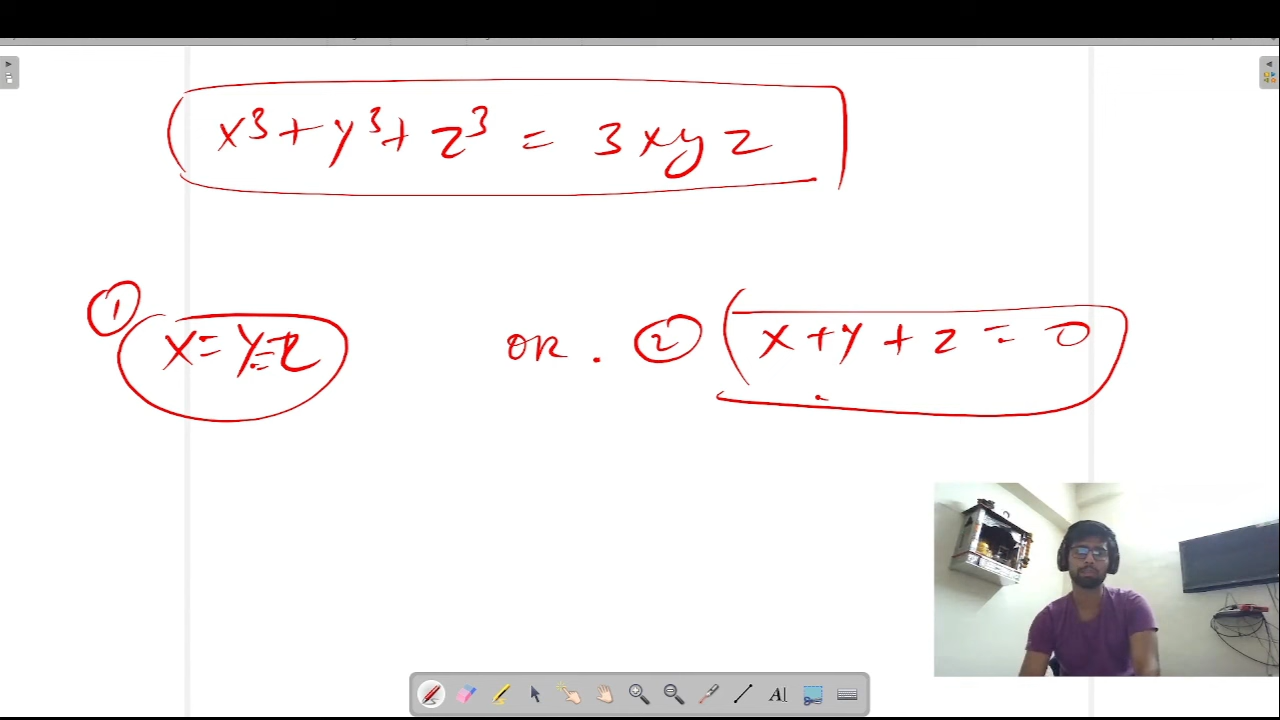 x³ + y³ + z³ = 3xyz
① x = y = z OR . ② x + y + z = 0
A